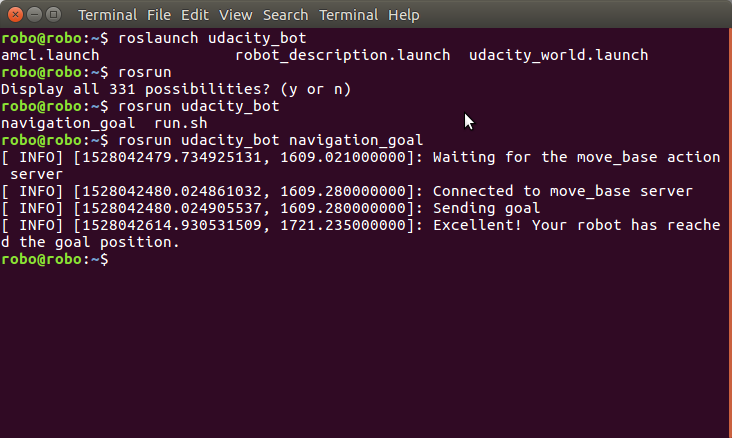 Terminal File Edit View Search Terminal Help
robo@robo:~$ roslaunch udacity_bot
amcl.launch robot_description.launch udacity_world.launch
robo@robo:~$ rosrun
Display all 331 possibilities? (y or n)
robo@robo:~$ rosrun udacity_bot
navigation_goal run.sh
robo@robo:~$ rosrun udacity_bot navigation_goal
[ INFO] [1528042479.734925131, 1609.021000000]: Waiting for the move_base action
 server
[ INFO] [1528042480.024861032, 1609.280000000]: Connected to move_base server
[ INFO] [1528042480.024905537, 1609.280000000]: Sending goal
[ INFO] [1528042614.930531509, 1721.235000000]: Excellent! Your robot has reache
d the goal position.
robo@robo:~$